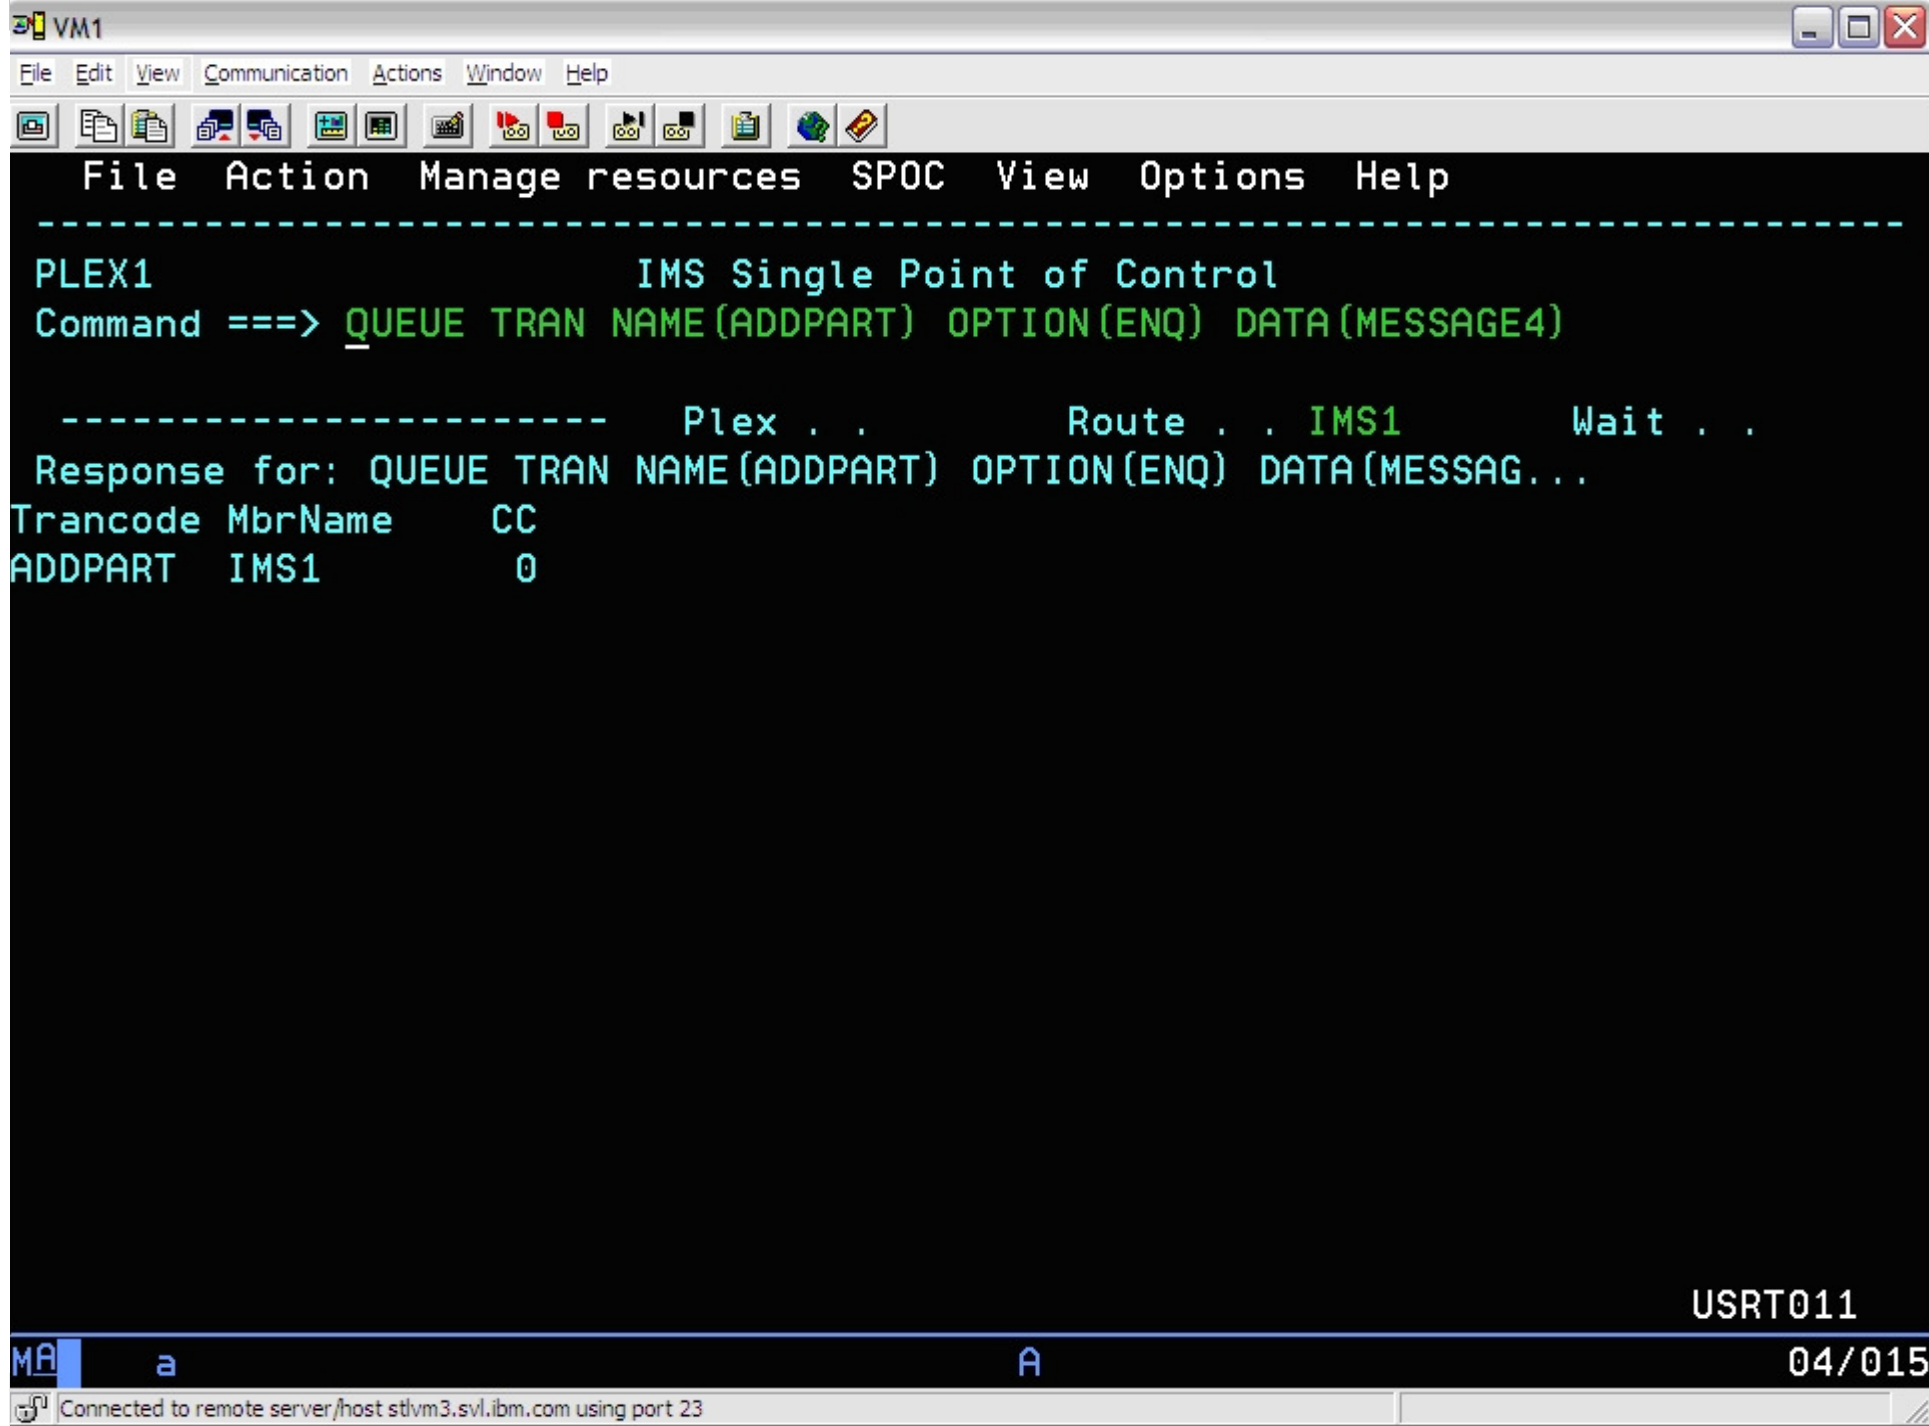 VM1
File Edit View Communication Actions Window Help
File Action Manage resources SPOC View Options Help
------------------------------------------------------------------------------
PLEX1 IMS Single Point of Control
Command ===> QUEUE TRAN NAME(ADDPART) OPTION(ENQ) DATA(MESSAGE4)
----------------------- Plex . . Route . . IMS1 Wait . .
Response for: QUEUE TRAN NAME(ADDPART) OPTION(ENQ) DATA(MESSAG...
Trancode MbrName CC
ADDPART IMS1 0
USRT011
MA a A 04/015
Connected to remote server/host stlvm3.svl.ibm.com using port 23